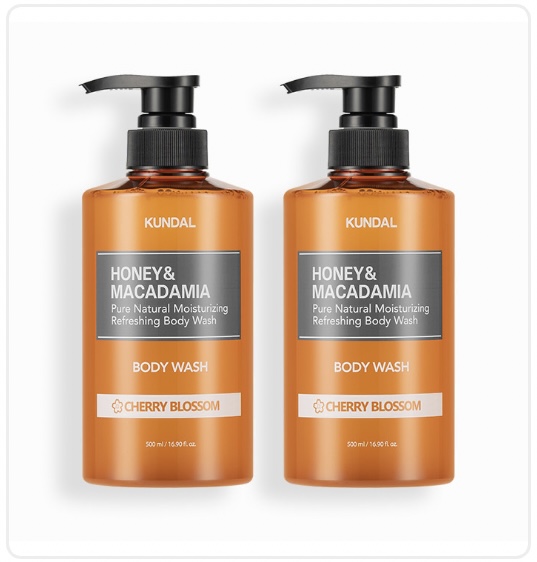 KUNDAL
HONEY&
MACADAMIA
Pure Natural Moisturizing
Refreshing Body Wash
BODY WASH
CHERRY BLOSSOM
500 ml / 16.90 fl. oz.
KUNDAL
HONEY&
MACADAMIA
Pure Natural Moisturizing
Refreshing Body Wash
BODY WASH
CHERRY BLOSSOM
500 ml / 16.90 fl. oz.